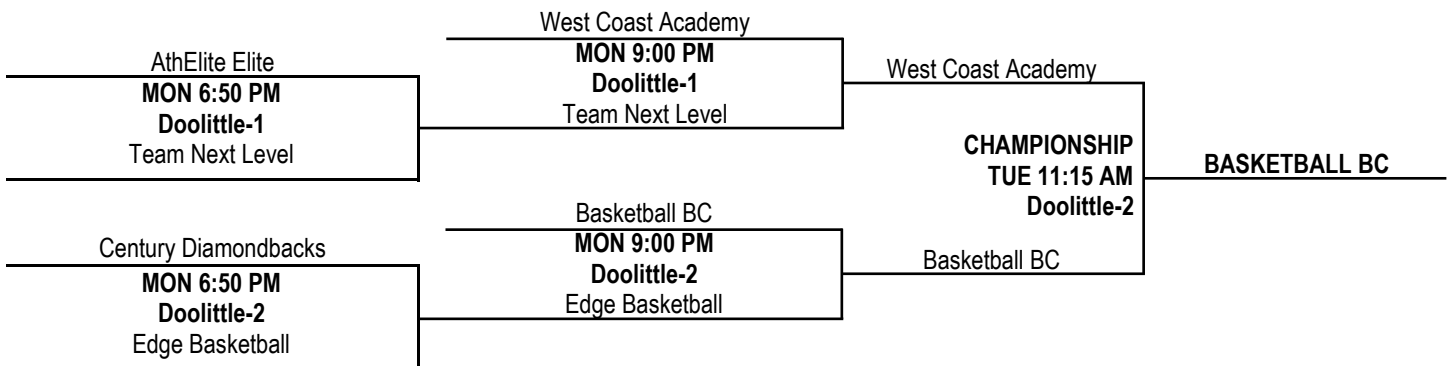 West Coast Academy
AthElite Elite
MON 9:00 PM
MON 6:50 PM
Doolittle-1
West Coast Academy
Doolittle-1
Team Next Level
Team Next Level
CHAMPIONSHIP
TUE 11:15 AM
BASKETBALL BC
Doolittle-2
Basketball BC
Century Diamondbacks
MON 9:00 PM
MON 6:50 PM
Doolittle-2
Basketball BC
Doolittle-2
Edge Basketball
Edge Basketball